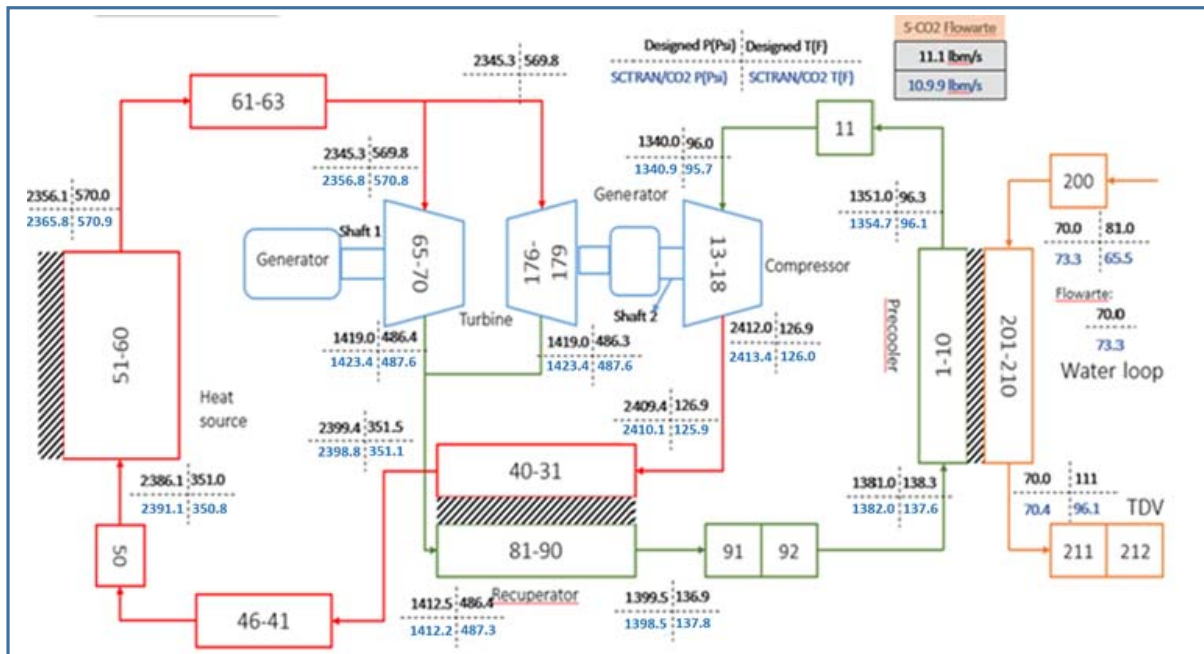 S-CO2 Flowarte
11.1 lbm/s
10.9.9 lbm/s
Designed P(Psi) Designed T(F)
SCTRAN/CO2 P(Psi) SCTRAN/CO2 T(F)
2345.3 569.8
61-63
11
1340.0 96.0
1340.9 95.7
2345.3 569.8
2356.8 570.8
2356.1 570.0
2365.8 570.9
Generator
200
1351.0 96.3
1354.7 96.1
70.0 81.0
73.3 65.5
Flowarte:
70.0
73.3
Water loop
Shaft 1
Generator
65-70
176-
179
13-18
Compressor
Shaft 2
Turbine
Precooler
1-10
201-210
51-60
Heat
source
1419.0 486.4
1423.4 487.6
1419.0 486.3
1423.4 487.6
2412.0 126.9
2413.4 126.0
2399.4 351.5
2398.8 351.1
2409.4 126.9
2410.1 125.9
40-31
2386.1 351.0
2391.1 350.8
1381.0 138.3
1382.0 137.6
70.0 111
70.4 96.1
TDV
50
81-90
91 92
211 212
Recuperator
46-41
1412.5 486.4
1412.2 487.3
1399.5 136.9
1398.5 137.8